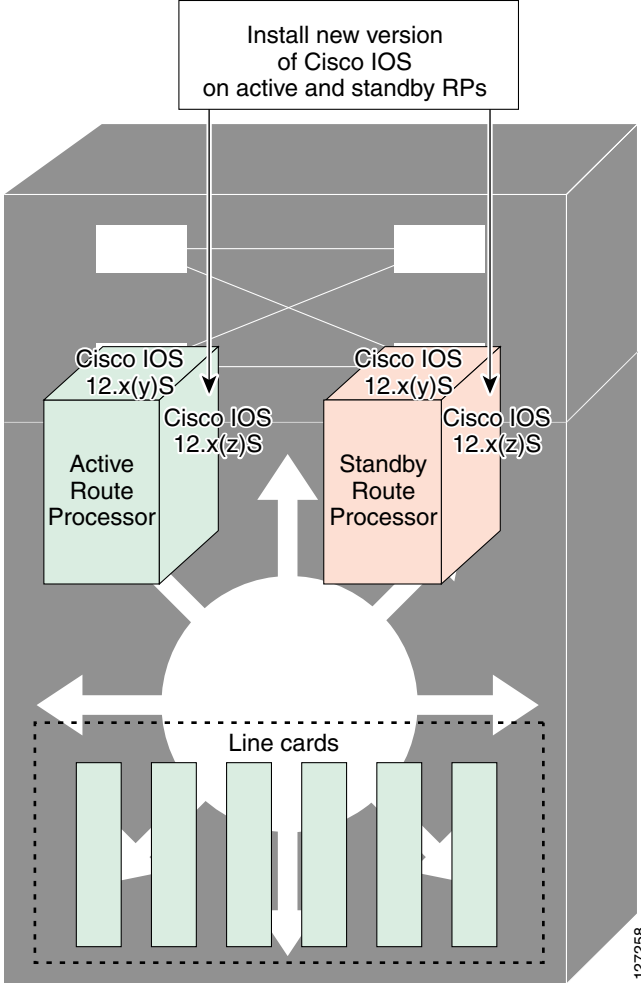 Install new version
of Cisco IOS
on active and standby RPs
Cisco IOS
12.x(y)S
Cisco IOS
12.x(z)S
Active
Route
Processor
Cisco IOS
12.x(y)S
Cisco IOS
12.x(z)S
Standby
Route
Processor
Line cards
127258